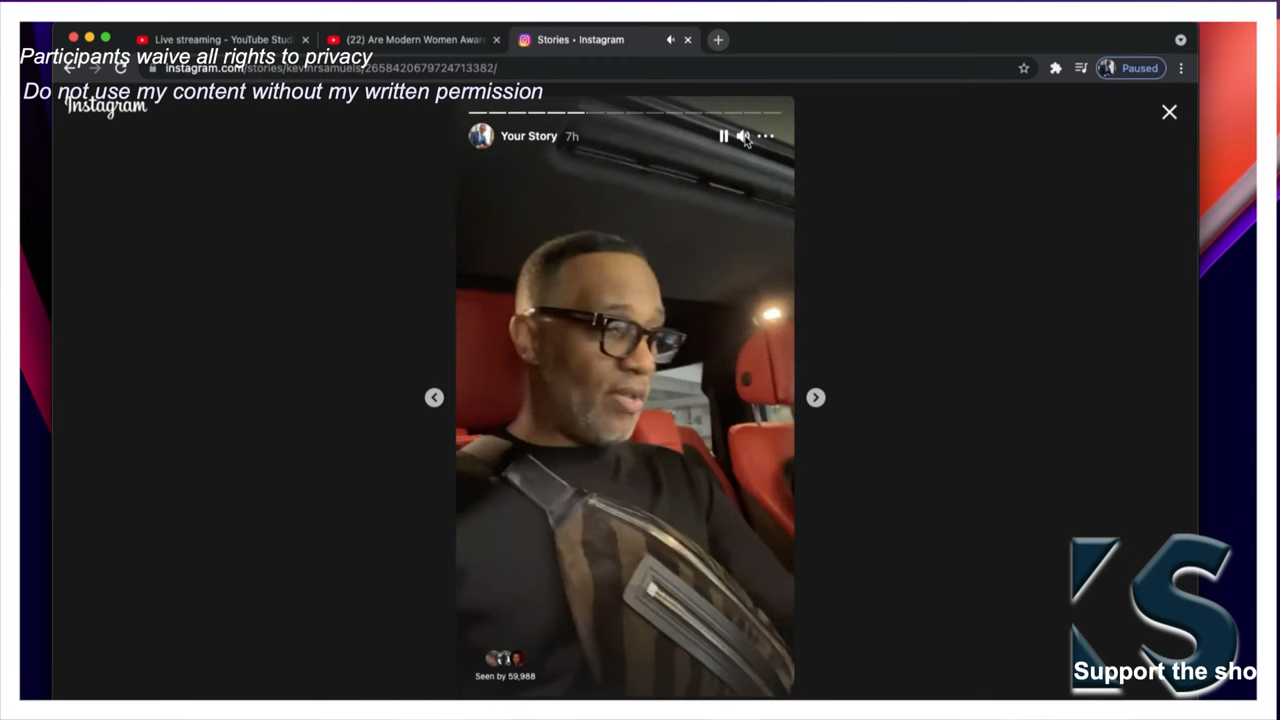 Live streaming - YouTube Stud
(22) Are Modern Women Awar
Stories • Instagram
Participants waive all rights to privacy
instagram.com/stories/kevinrsamuels/2658420679724713382/
Paused
Do not use my content without my written permission
Instagram
Your Story 7h
KS
Support the sho
Seen by 59,988